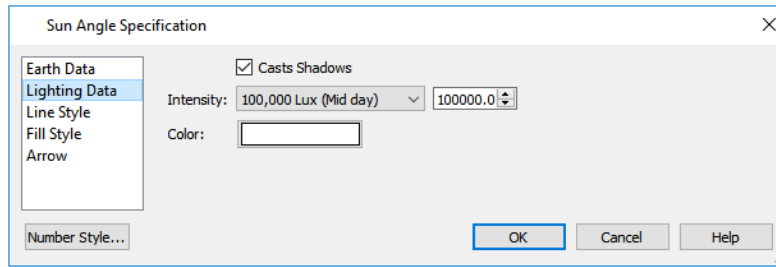 Sun Angle Specification
Earth Data
Lighting Data
Line Style
Fill Style
Arrow
Casts Shadows
Intensity: 100,000 Lux (Mid day) 100000.0
Color:
Number Style... OK Cancel Help